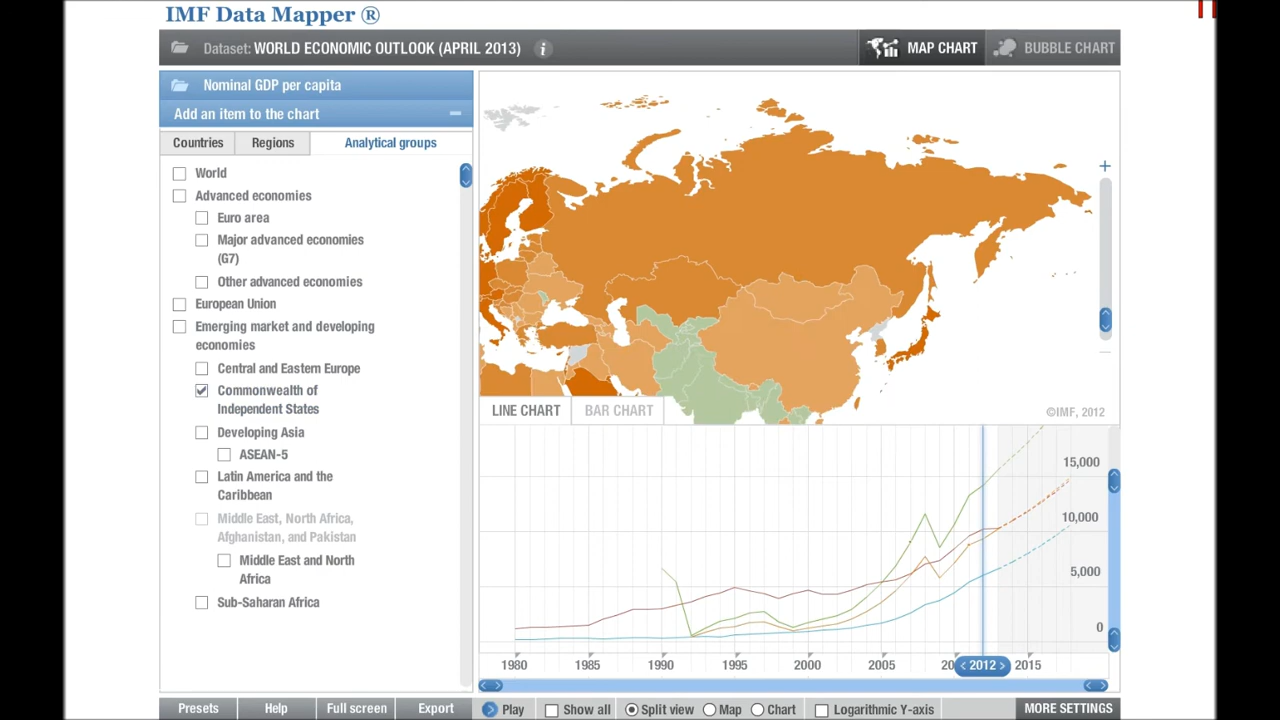 IMF Data Mapper ®
Dataset: WORLD ECONOMIC OUTLOOK (APRIL 2013) i
MAP CHART
BUBBLE CHART
Nominal GDP per capita
Add an item to the chart
Countries
Regions
Analytical groups
World
Advanced economies
Euro area
Major advanced economies
(G7)
Other advanced economies
European Union
Emerging market and developing
economies
Central and Eastern Europe
Commonwealth of
Independent States
Developing Asia
ASEAN-5
Latin America and the
Caribbean
Middle East, North Africa,
Afghanistan, and Pakistan
Middle East and North
Africa
Sub-Saharan Africa
LINE CHART
BAR CHART
©IMF, 2012
15,000
10,000
5,000
0
1980 1985 1990 1995 2000 2005 20 < 2012 > 2015
Presets
Help
Full screen
Export
Play
Show all
Split view
Map
Chart
Logarithmic Y-axis
MORE SETTINGS